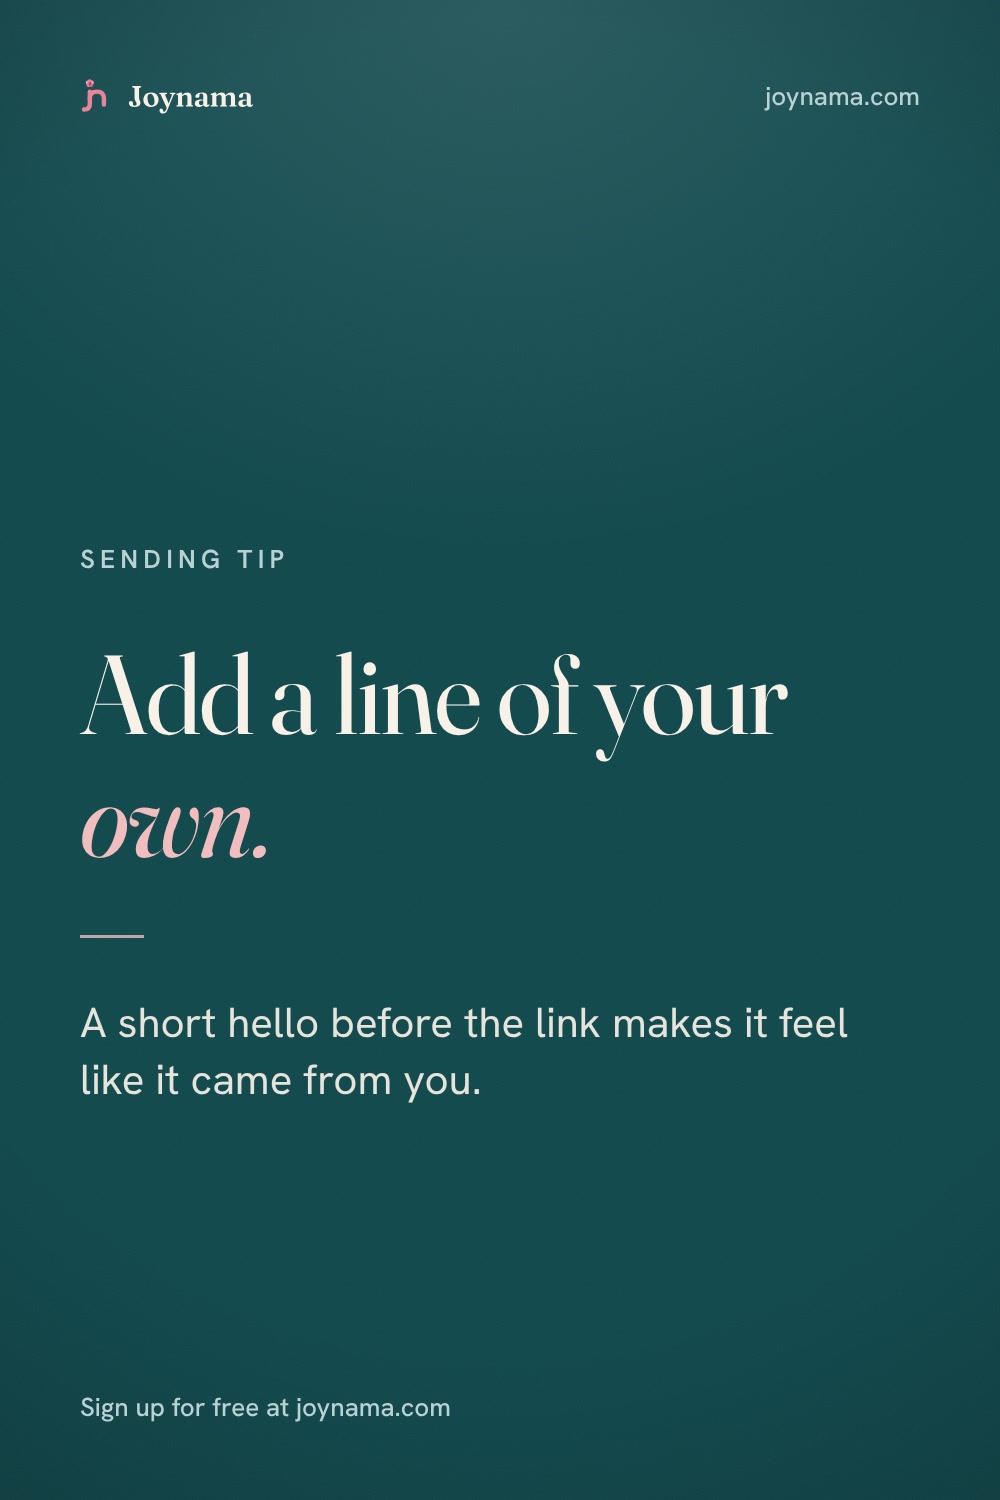 Joynama
joynama.com
SENDING TIP
Add a line of your
own.
A short hello before the link makes it feel
like it came from you.
Sign up for free at joynama.com